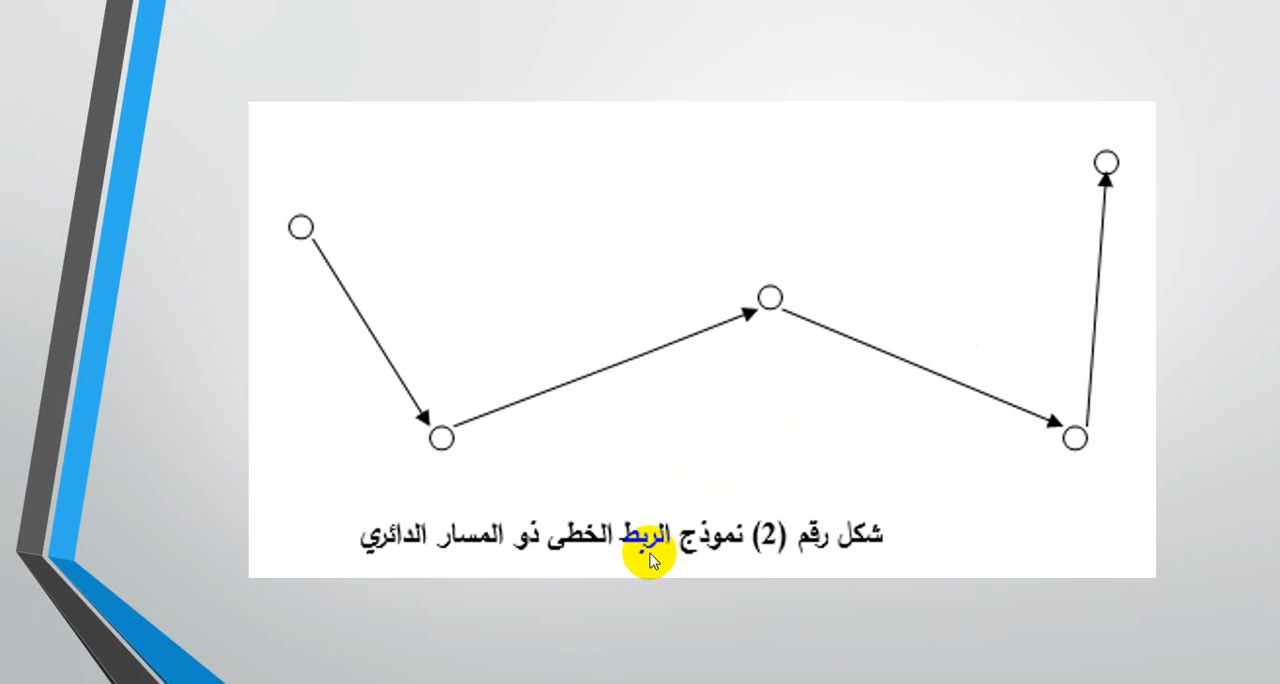 شكل رقم (2) نموذج الربط الخطى ذو المسار الدائري